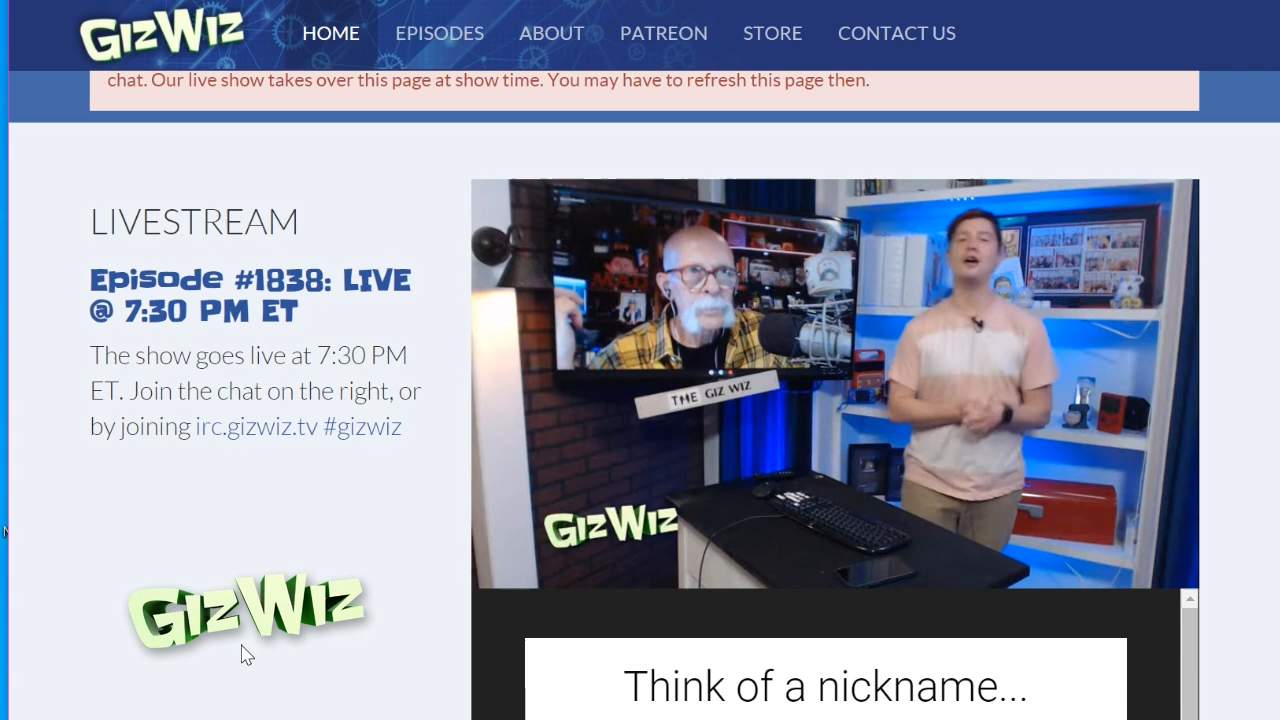 GIZWIZ
HOME EPISODES ABOUT PATREON STORE CONTACT US
chat. Our live show takes over this page at show time. You may have to refresh this page then.
LIVESTREAM
Episode #1838: LIVE
@ 7:30 PM ET
The show goes live at 7:30 PM
ET. Join the chat on the right, or
by joining irc.gizwiz.tv #gizwiz
GIZWIZ
THE GIZ WIZ
GIZWIZ
Think of a nickname...